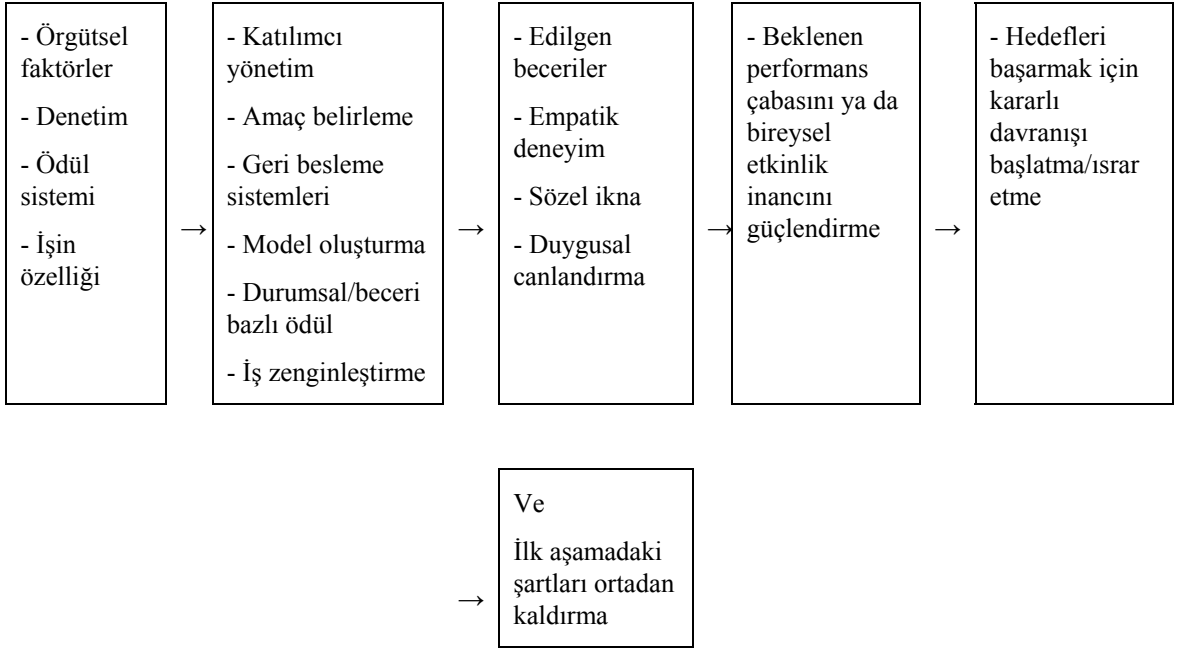 - Örgütsel
faktörler
- Denetim
- Ödül
sistemi
- İşin
özelliği
→
- Katılımcı
yönetim
- Amaç belirleme
- Geri besleme
sistemleri
- Model oluşturma
- Durumsal/beceri
bazlı ödül
- İş zenginleştirme
→
- Edilgen
beceriler
- Empatik
deneyim
- Sözel ikna
- Duygusal
canlandırma
→
- Beklenen
performans
çabasını ya da
bireysel
etkinlik
inancını
güçlendirme
→
- Hedefleri
başarmak için
kararlı
davranışı
başlatma/ısrar
etme
→
Ve
İlk aşamadaki
şartları ortadan
kaldırma